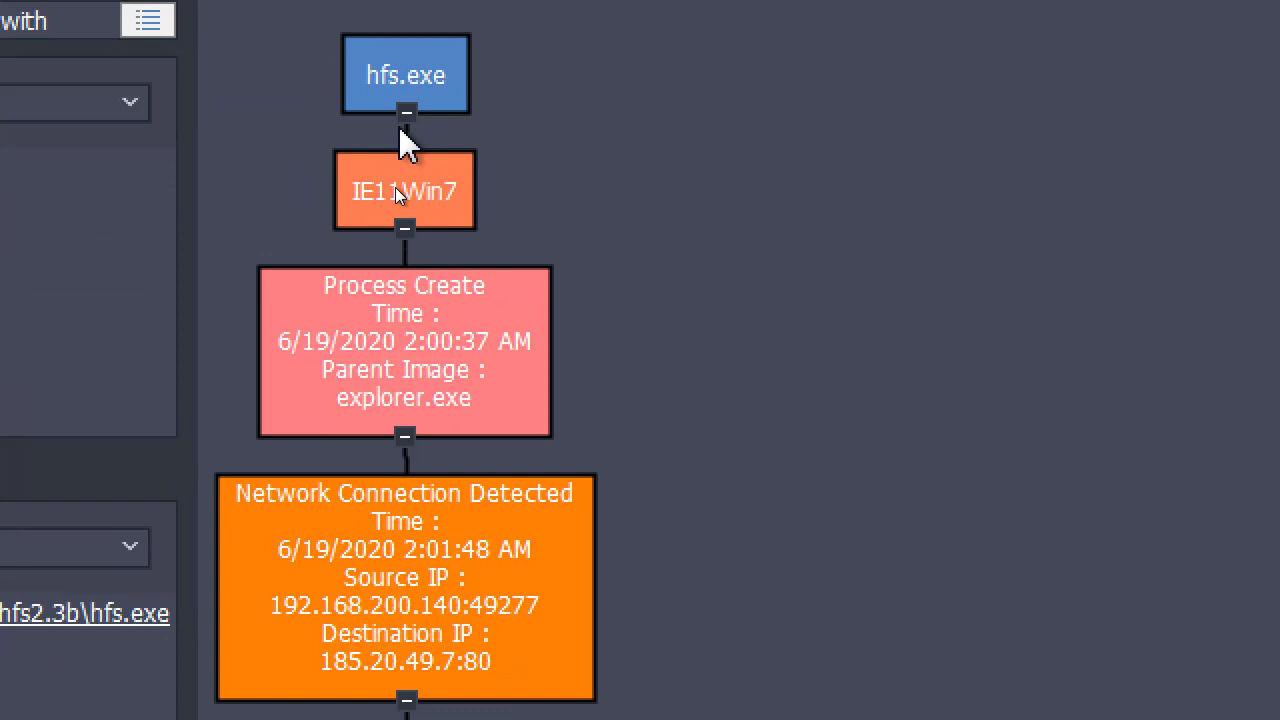 with
hfs.exe
IE11Win7
Process Create
Time :
6/19/2020 2:00:37 AM
Parent Image :
explorer.exe
Network Connection Detected
Time :
6/19/2020 2:01:48 AM
Source IP :
192.168.200.140:49277
Destination IP :
185.20.49.7:80
hfs2.3b\hfs.exe